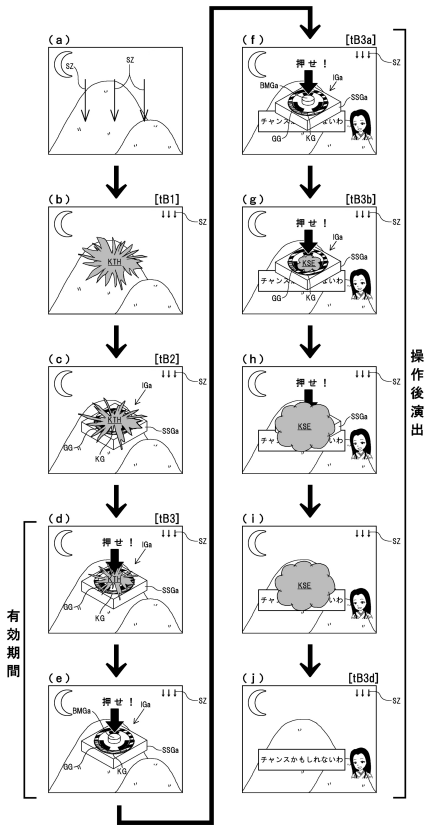 (a)
SZ
SZ
(b) [tB1]
SZ
KTH
(c) [tB2]
SZ
IGa
KTH
SSGa
GG
KG
(d) [tB3]
SZ
押せ！
IGa
KTH
SSGa
GG
KG
有効期間
(e)
SZ
押せ！
BMGa
IGa
SSGa
GG
KG
(f) [tB3a]
SZ
押せ！
BMGa
IGa
SSGa
チャンス ないわ
GG
KG
(g) [tB3b]
SZ
押せ！
IGa
KSE
SSGa
チャン いわ
GG
KG
(h)
SZ
押せ！
KSE
SSGa
チャ いわ
(i)
SZ
KSE
チャ いわ
(j) [tB3d]
SZ
チャンスかもしれないわ
操作後演出